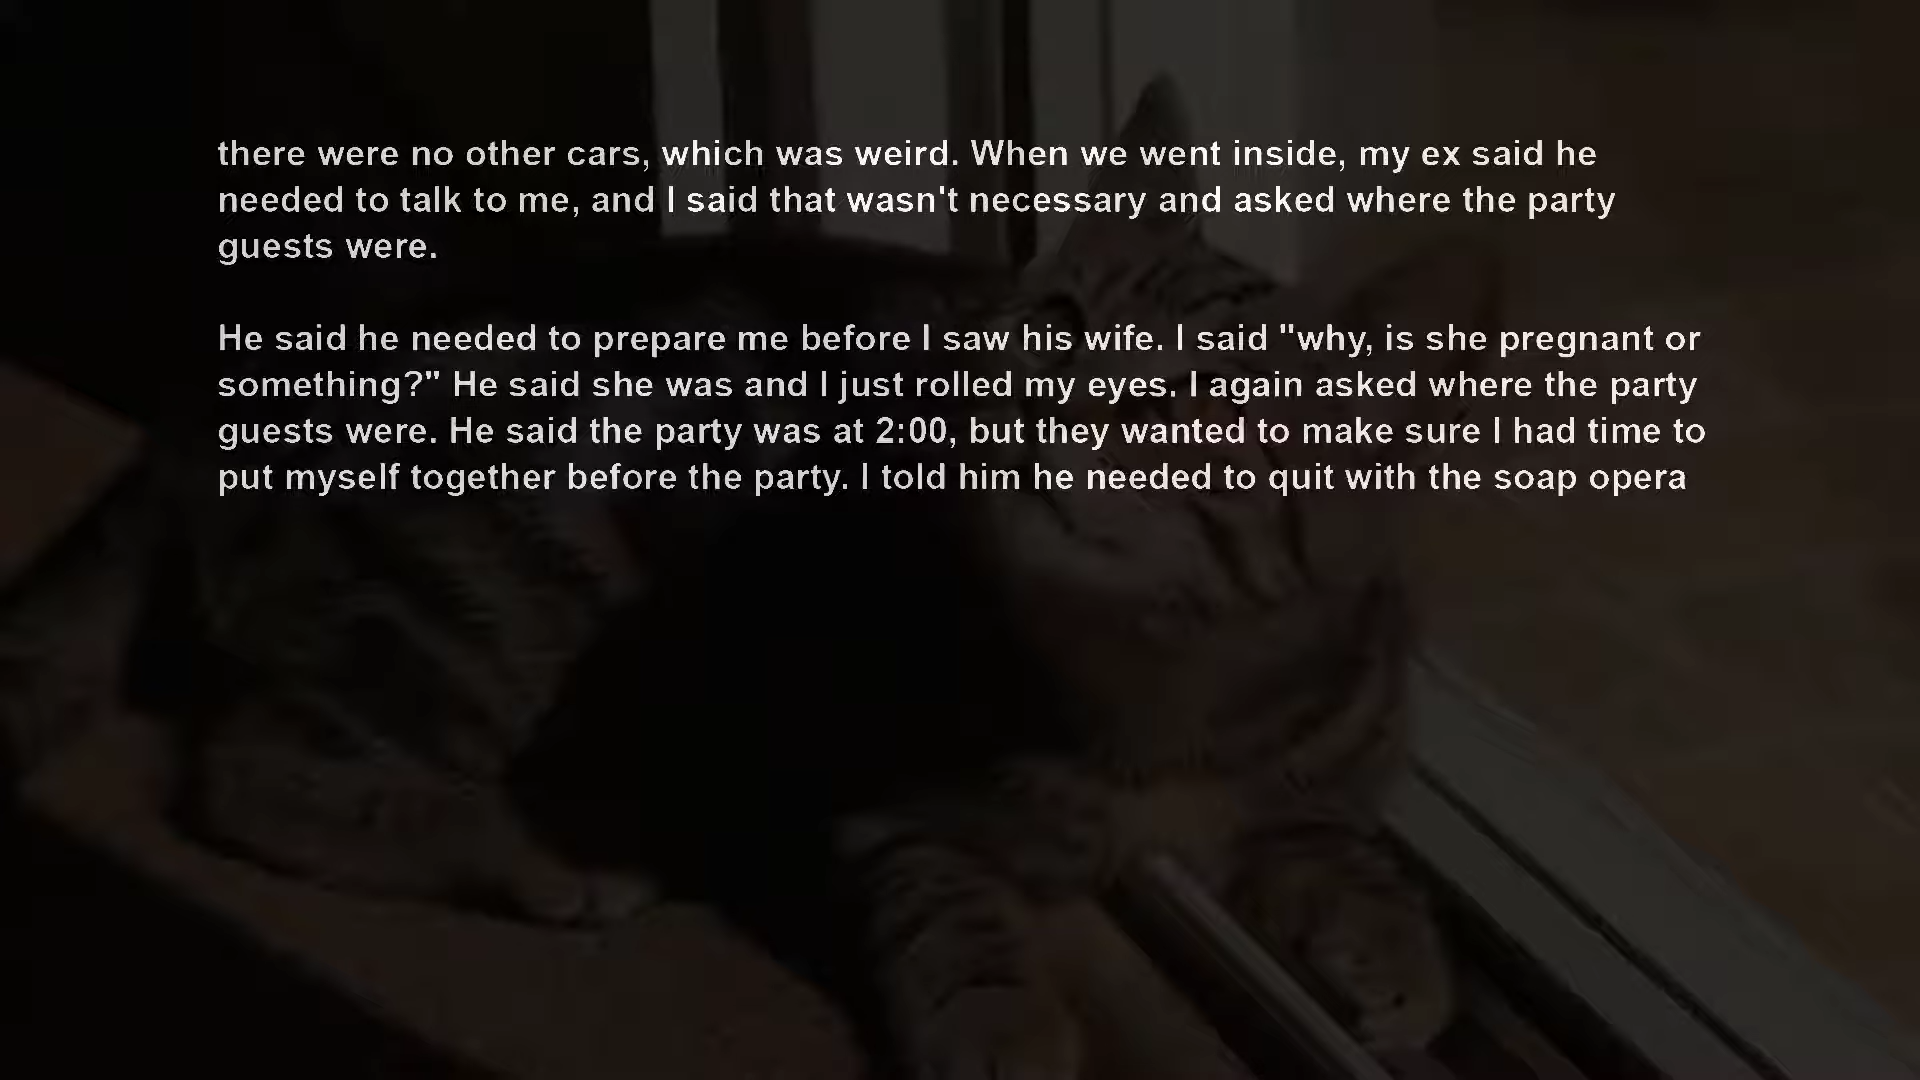 there were no other cars, which was weird. When we went inside, my ex said he
needed to talk to me, and I said that wasn't necessary and asked where the party
guests were.
He said he needed to prepare me before I saw his wife. I said "why, is she pregnant or
something?" He said she was and I just rolled my eyes. I again asked where the party
guests were. He said the party was at 2:00, but they wanted to make sure I had time to
put myself together before the party. I told him he needed to quit with the soap opera